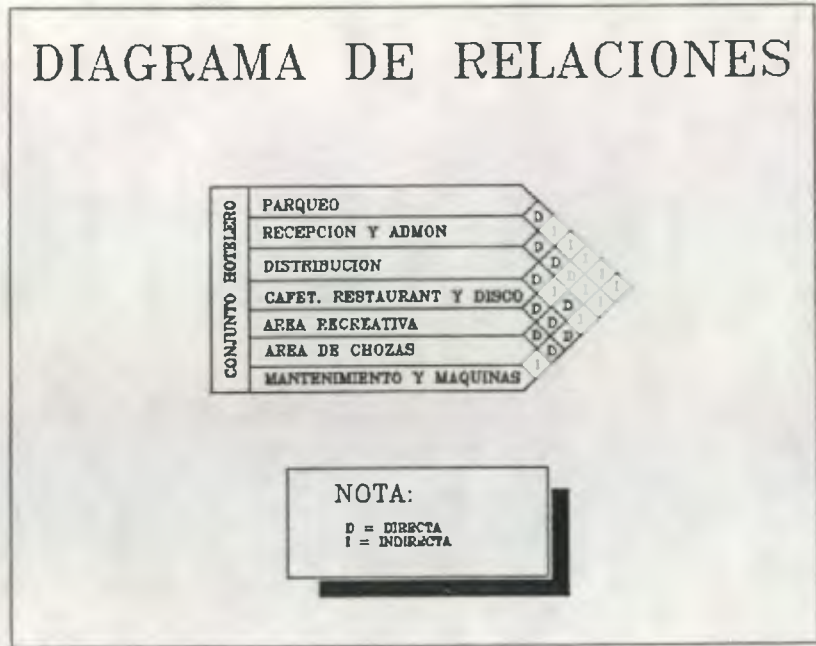 DIAGRAMA DE RELACIONES
CONJUNTO HOTELERO
PARQUEO
RECEPCION Y ADMON
DISTRIBUCION
CAFET. RESTAURANT Y DISCO
AREA RECREATIVA
AREA DE CHOZAS
MANTENIMIENTO Y MAQUINAS
NOTA:
D = DIRECTA
I = INDIRECTA